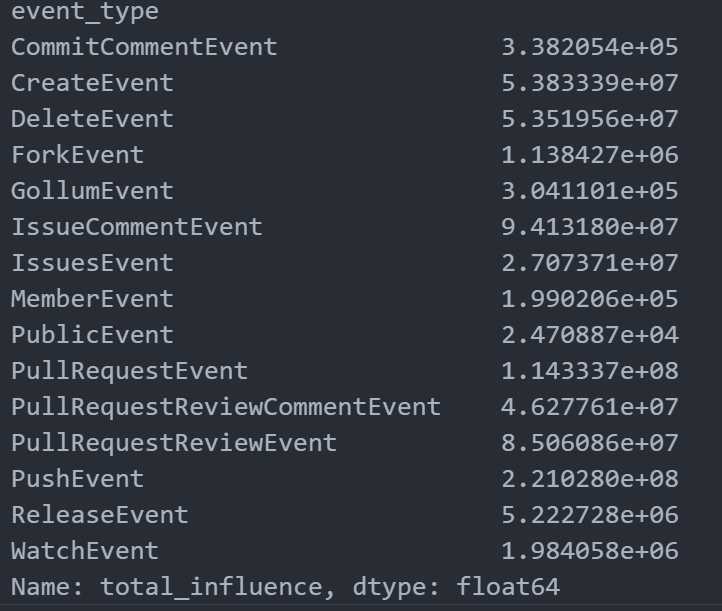 event_type
CommitCommentEvent 3.382054e+05
CreateEvent 5.383339e+07
DeleteEvent 5.351956e+07
ForkEvent 1.138427e+06
GollumEvent 3.041101e+05
IssueCommentEvent 9.413180e+07
IssuesEvent 2.707371e+07
MemberEvent 1.990206e+05
PublicEvent 2.470887e+04
PullRequestEvent 1.143337e+08
PullRequestReviewCommentEvent 4.627761e+07
PullRequestReviewEvent 8.506086e+07
PushEvent 2.210280e+08
ReleaseEvent 5.222728e+06
WatchEvent 1.984058e+06
Name: total_influence, dtype: float64